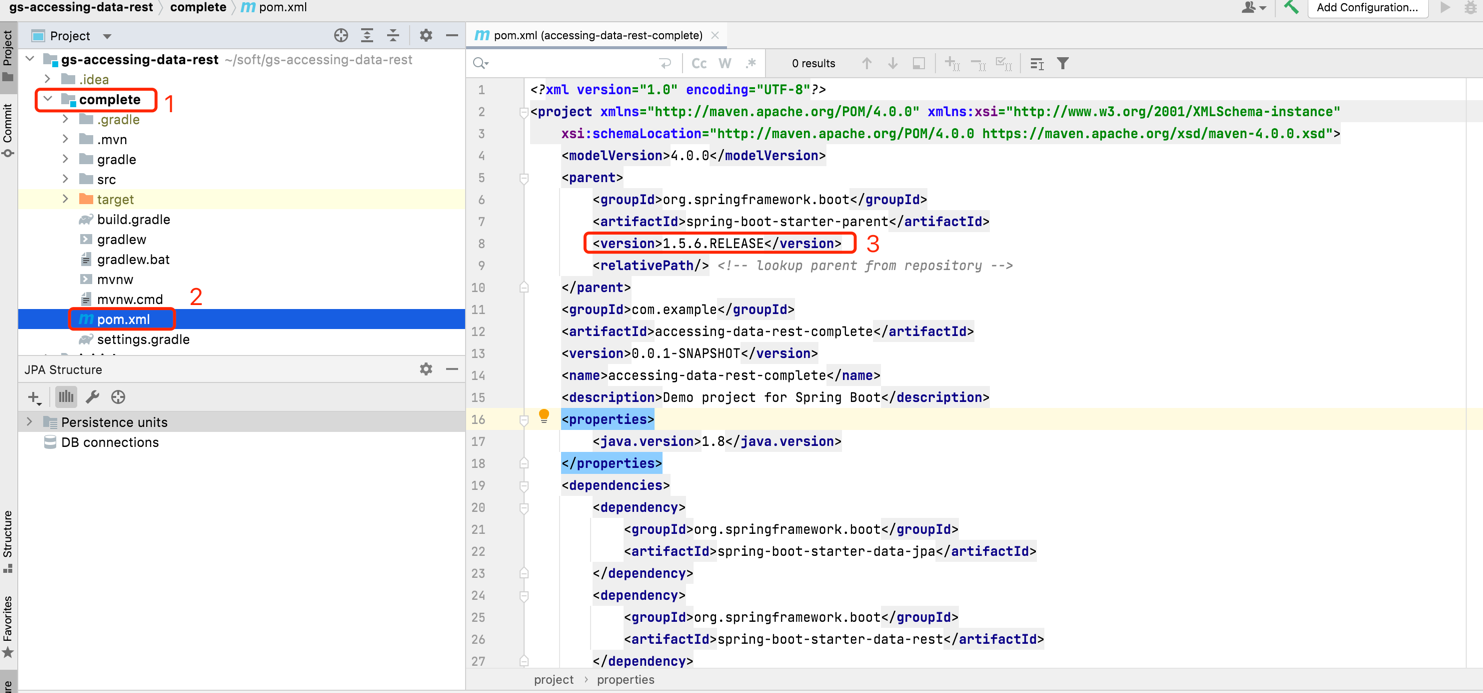 gs-accessing-data-rest › complete › m pom.xml
Add Configuration...
Project
Commit
Structure
Favorites
Project
gs-accessing-data-rest ~/soft/gs-accessing-data-rest
.idea
complete 1
.gradle
.mvn
gradle
src
target
build.gradle
gradlew
gradlew.bat
mvnw
mvnw.cmd 2
m pom.xml
settings.gradle
JPA Structure
Persistence units
DB connections
m pom.xml (accessing-data-rest-complete)
Cc W .* 0 results
1 <?xml version="1.0" encoding="UTF-8"?>
2 <project xmlns="http://maven.apache.org/POM/4.0.0" xmlns:xsi="http://www.w3.org/2001/XMLSchema-instance"
3 xsi:schemaLocation="http://maven.apache.org/POM/4.0.0 https://maven.apache.org/xsd/maven-4.0.0.xsd">
4 <modelVersion>4.0.0</modelVersion>
5 <parent>
6 <groupId>org.springframework.boot</groupId>
7 <artifactId>spring-boot-starter-parent</artifactId>
8 <version>1.5.6.RELEASE</version> 3
9 <relativePath/> <!-- lookup parent from repository -->
10 </parent>
11 <groupId>com.example</groupId>
12 <artifactId>accessing-data-rest-complete</artifactId>
13 <version>0.0.1-SNAPSHOT</version>
14 <name>accessing-data-rest-complete</name>
15 <description>Demo project for Spring Boot</description>
16 <properties>
17 <java.version>1.8</java.version>
18 </properties>
19 <dependencies>
20 <dependency>
21 <groupId>org.springframework.boot</groupId>
22 <artifactId>spring-boot-starter-data-jpa</artifactId>
23 </dependency>
24 <dependency>
25 <groupId>org.springframework.boot</groupId>
26 <artifactId>spring-boot-starter-data-rest</artifactId>
27 </dependency>
project › properties